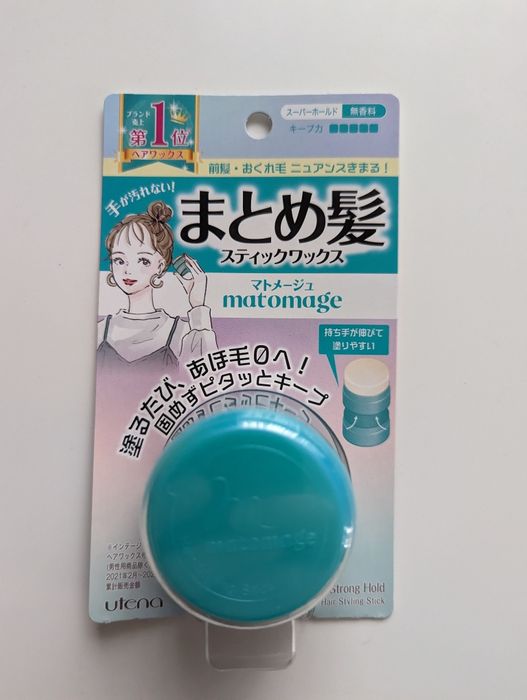 ブランド
売上
第1位
ヘアワックス
スーパーホールド 無香料
キープ力
前髪・おくれ毛 ニュアンスきまる!
手が汚れない!
まとめ髪
スティックワックス
マトメージュ
matomage
持ち手が伸びて
塗りやすい
塗るたび、あほ毛0へ!
固めずピタッとキープ
matomage
※インテージ
ヘアワックス
(男性用商品除く
2021年2月~20
累計販売金額
utena
Strong Hold
Hair Styling Stick